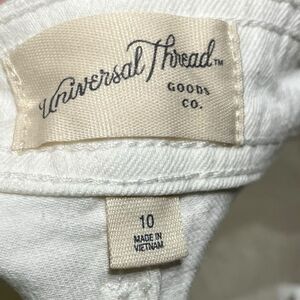 Universal Thread™
GOODS
CO.
10
MADE IN
VIETNAM